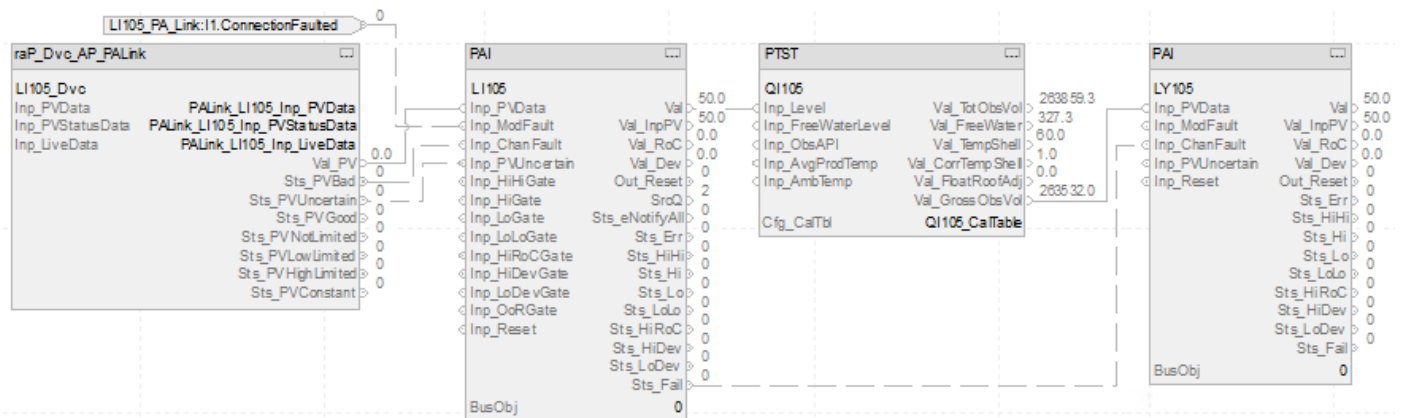 LI105_PA_Link:I1.ConnectionFaulted 0
raP_Dvc_AP_PALink
LI105_Dvc
Inp_PVData PALink_LI105_Inp_PVData
Inp_PVStatusData PALink_LI105_Inp_PVStatusData
Inp_LiveData PALink_LI105_Inp_LiveData
Val_PV 0.0
Sts_PVBad 0
Sts_PVUncertain 0
Sts_PVGood 0
Sts_PVNotLimited 0
Sts_PVLowLimited 0
Sts_PVHighLimited 0
Sts_PVConstant 0
PAI
LI105
Inp_PVData Val 50.0
Inp_ModFault Val_InpPV 50.0
Inp_ChanFault Val_RoC 0.0
Inp_PVUncertain Val_Dev 0.0
Inp_HiHiGate Out_Reset 0
Inp_HiGate SrcQ 2
Inp_LoGate Sts_eNotifyAll 0
Inp_LoLoGate Sts_Err 0
Inp_HiRoCGate Sts_HiHi 0
Inp_HiDevGate Sts_Hi 0
Inp_LoDevGate Sts_Lo 0
Inp_OoRGate Sts_LoLo 0
Inp_Reset Sts_HiRoC 0
Sts_HiDev 0
Sts_LoDev 0
Sts_Fail 0
BusObj 0
PTST
QI105
Inp_Level Val_TotObsVol 263859.3
Inp_FreeWaterLevel Val_FreeWater 327.3
Inp_ObsAPI Val_TempShell 60.0
Inp_AvgProdTemp Val_CorrTempShell 1.0
Inp_AmbTemp Val_FloatRoofAdj 0.0
Val_GrossObsVol 263532.0
Cfg_CalTbl QI105_CalTable
PAI
LY105
Inp_PVData Val 50.0
Inp_ModFault Val_InpPV 50.0
Inp_ChanFault Val_RoC 0.0
Inp_PVUncertain Val_Dev 0.0
Inp_Reset Out_Reset 0
Sts_Err 0
Sts_HiHi 0
Sts_Hi 0
Sts_Lo 0
Sts_LoLo 0
Sts_HiRoC 0
Sts_HiDev 0
Sts_LoDev 0
Sts_Fail 0
BusObj 0